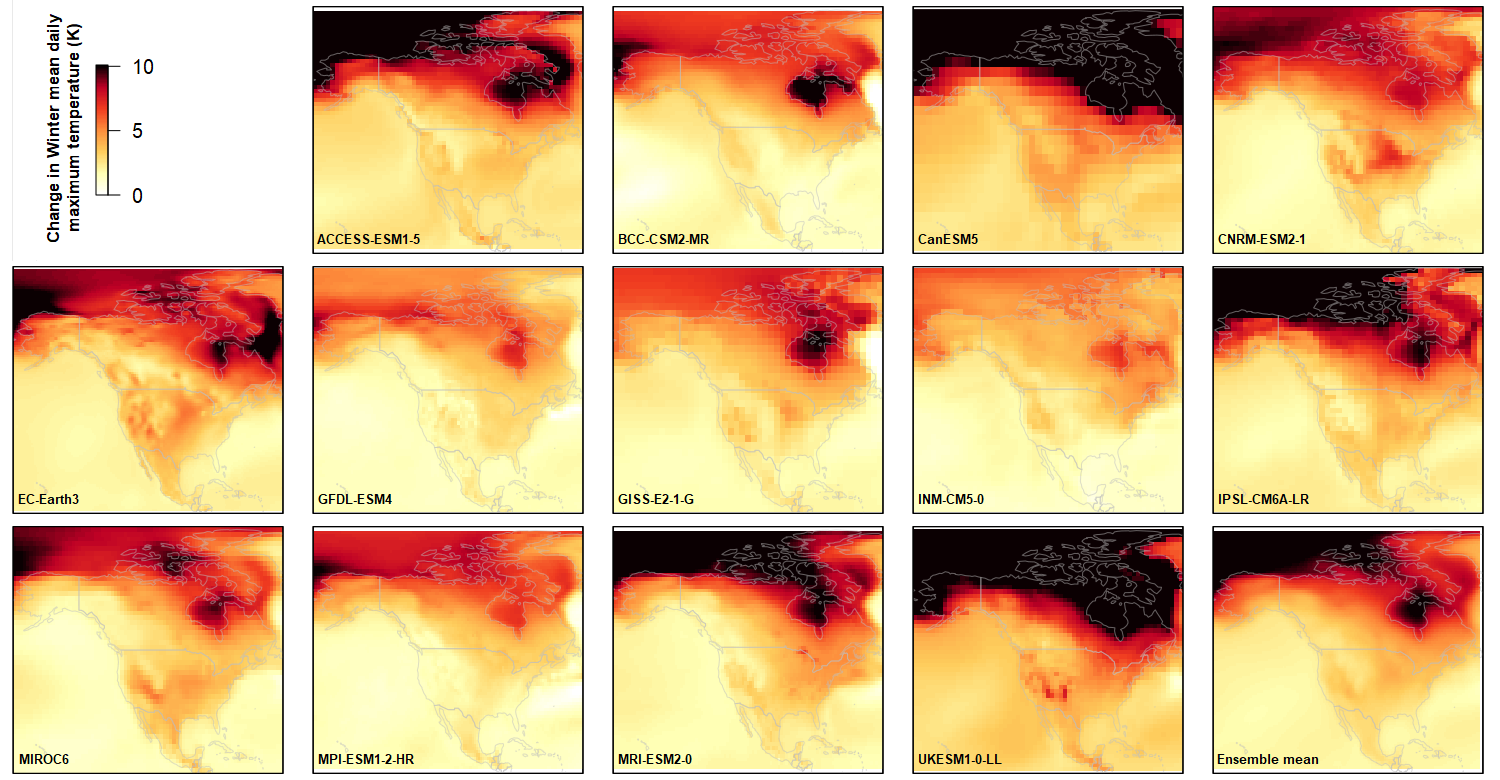 Change in Winter mean daily
maximum temperature (K)
10
5
0
ACCESS-ESM1-5
BCC-CSM2-MR
CanESM5
CNRM-ESM2-1
EC-Earth3
GFDL-ESM4
GISS-E2-1-G
INM-CM5-0
IPSL-CM6A-LR
MIROC6
MPI-ESM1-2-HR
MRI-ESM2-0
UKESM1-0-LL
Ensemble mean